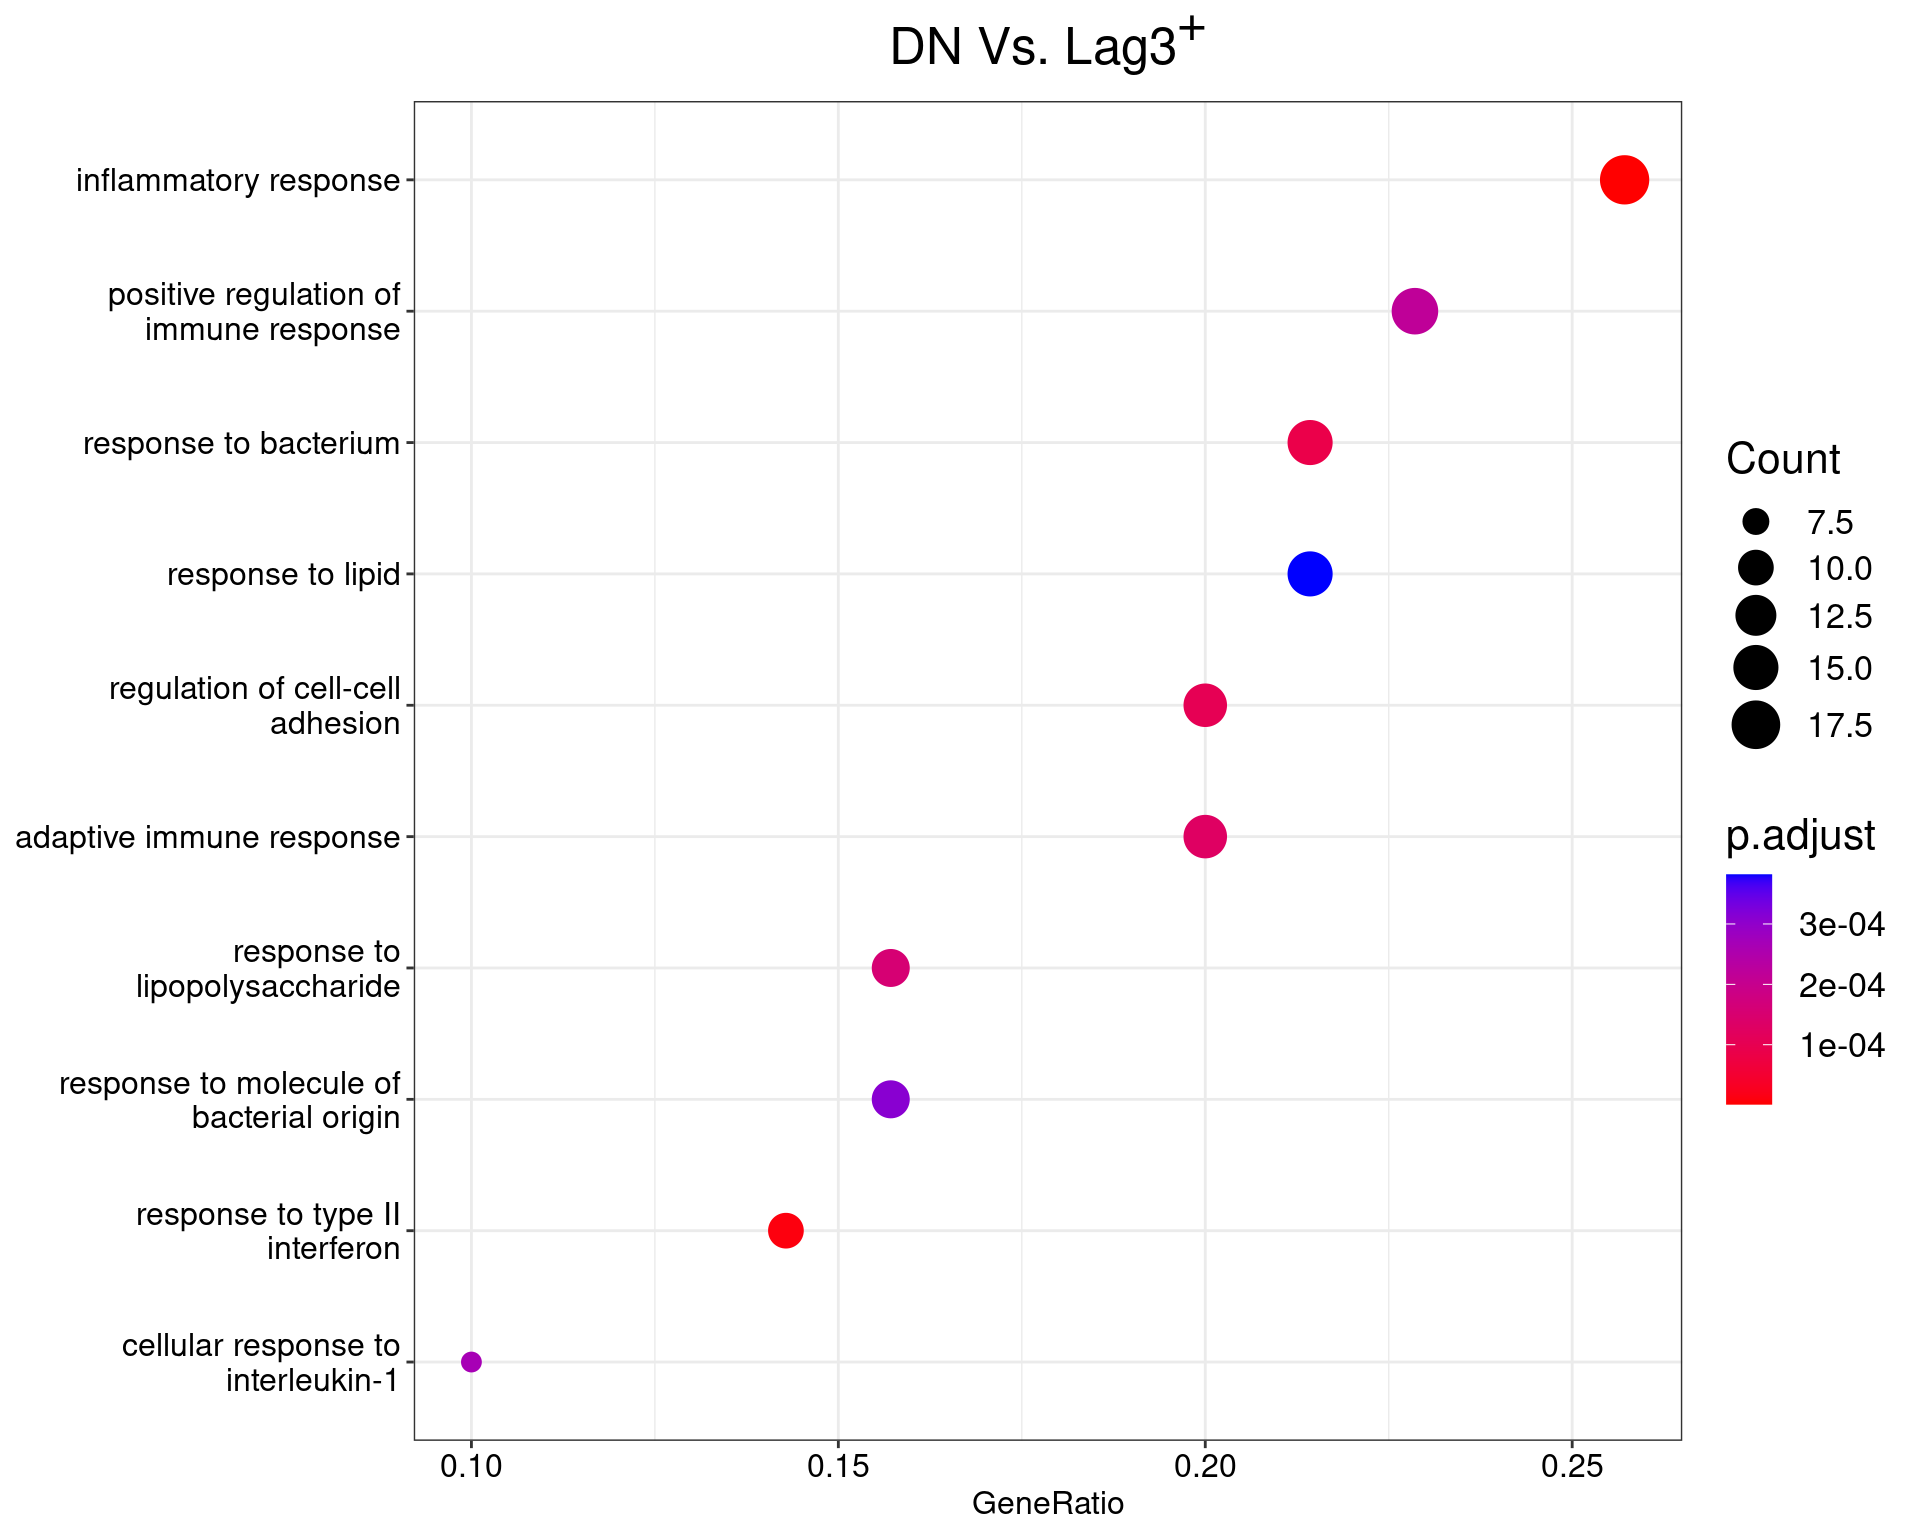 DN Vs. Lag3+
inflammatory response
positive regulation of
immune response
response to bacterium
response to lipid
regulation of cell-cell
adhesion
adaptive immune response
response to
lipopolysaccharide
response to molecule of
bacterial origin
response to type II
interferon
cellular response to
interleukin-1
0.10 0.15 0.20 0.25
GeneRatio
Count
7.5
10.0
12.5
15.0
17.5
p.adjust
3e-04
2e-04
1e-04